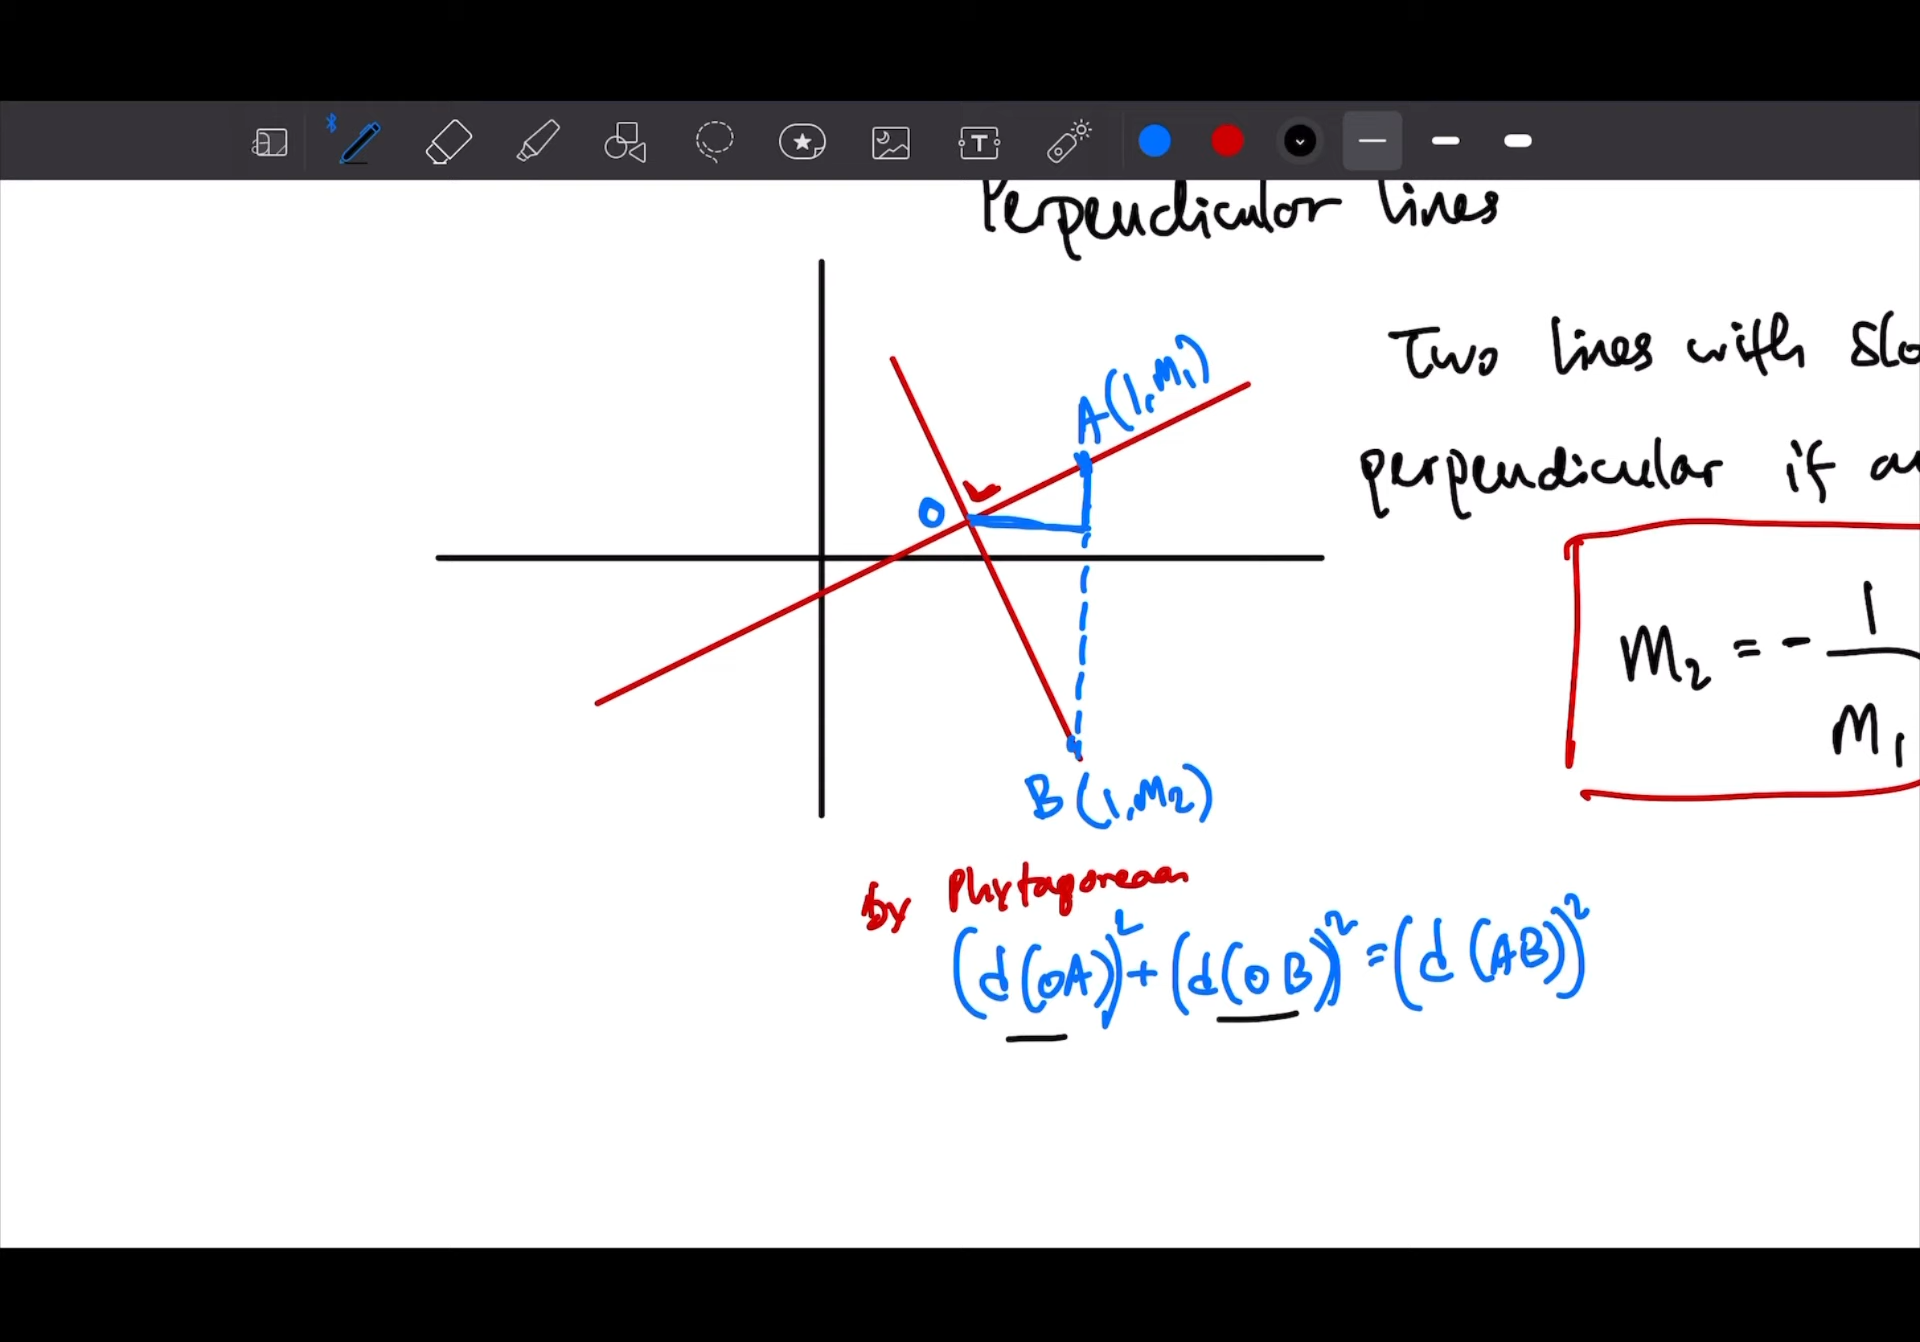 Perpendicular lines
A(1,M₁)
Two lines with Slo
perpendicular if an
O
M₂ = - 1/M₁
B(1,M₂)
by Phytagorean
(d(OA))² + (d(OB))² = (d(AB))²